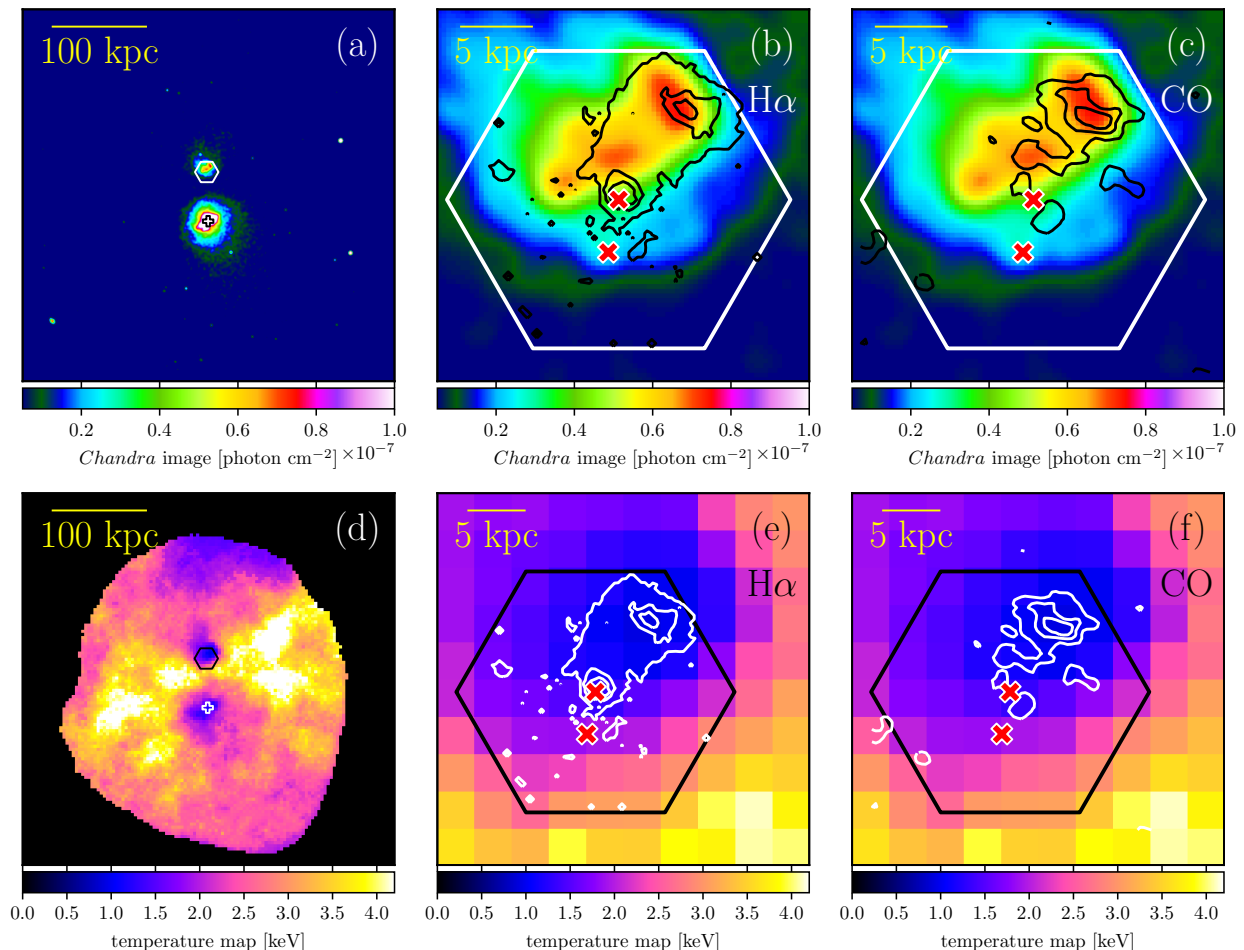 100 kpc (a)
5 kpc (b)
Hα
5 kpc (c)
CO
0.2 0.4 0.6 0.8 1.0
Chandra image [photon cm⁻²] ×10⁻⁷
0.2 0.4 0.6 0.8 1.0
Chandra image [photon cm⁻²] ×10⁻⁷
0.2 0.4 0.6 0.8 1.0
Chandra image [photon cm⁻²] ×10⁻⁷
100 kpc (d)
5 kpc (e)
Hα
5 kpc (f)
CO
0.0 0.5 1.0 1.5 2.0 2.5 3.0 3.5 4.0
temperature map [keV]
0.0 0.5 1.0 1.5 2.0 2.5 3.0 3.5 4.0
temperature map [keV]
0.0 0.5 1.0 1.5 2.0 2.5 3.0 3.5 4.0
temperature map [keV]